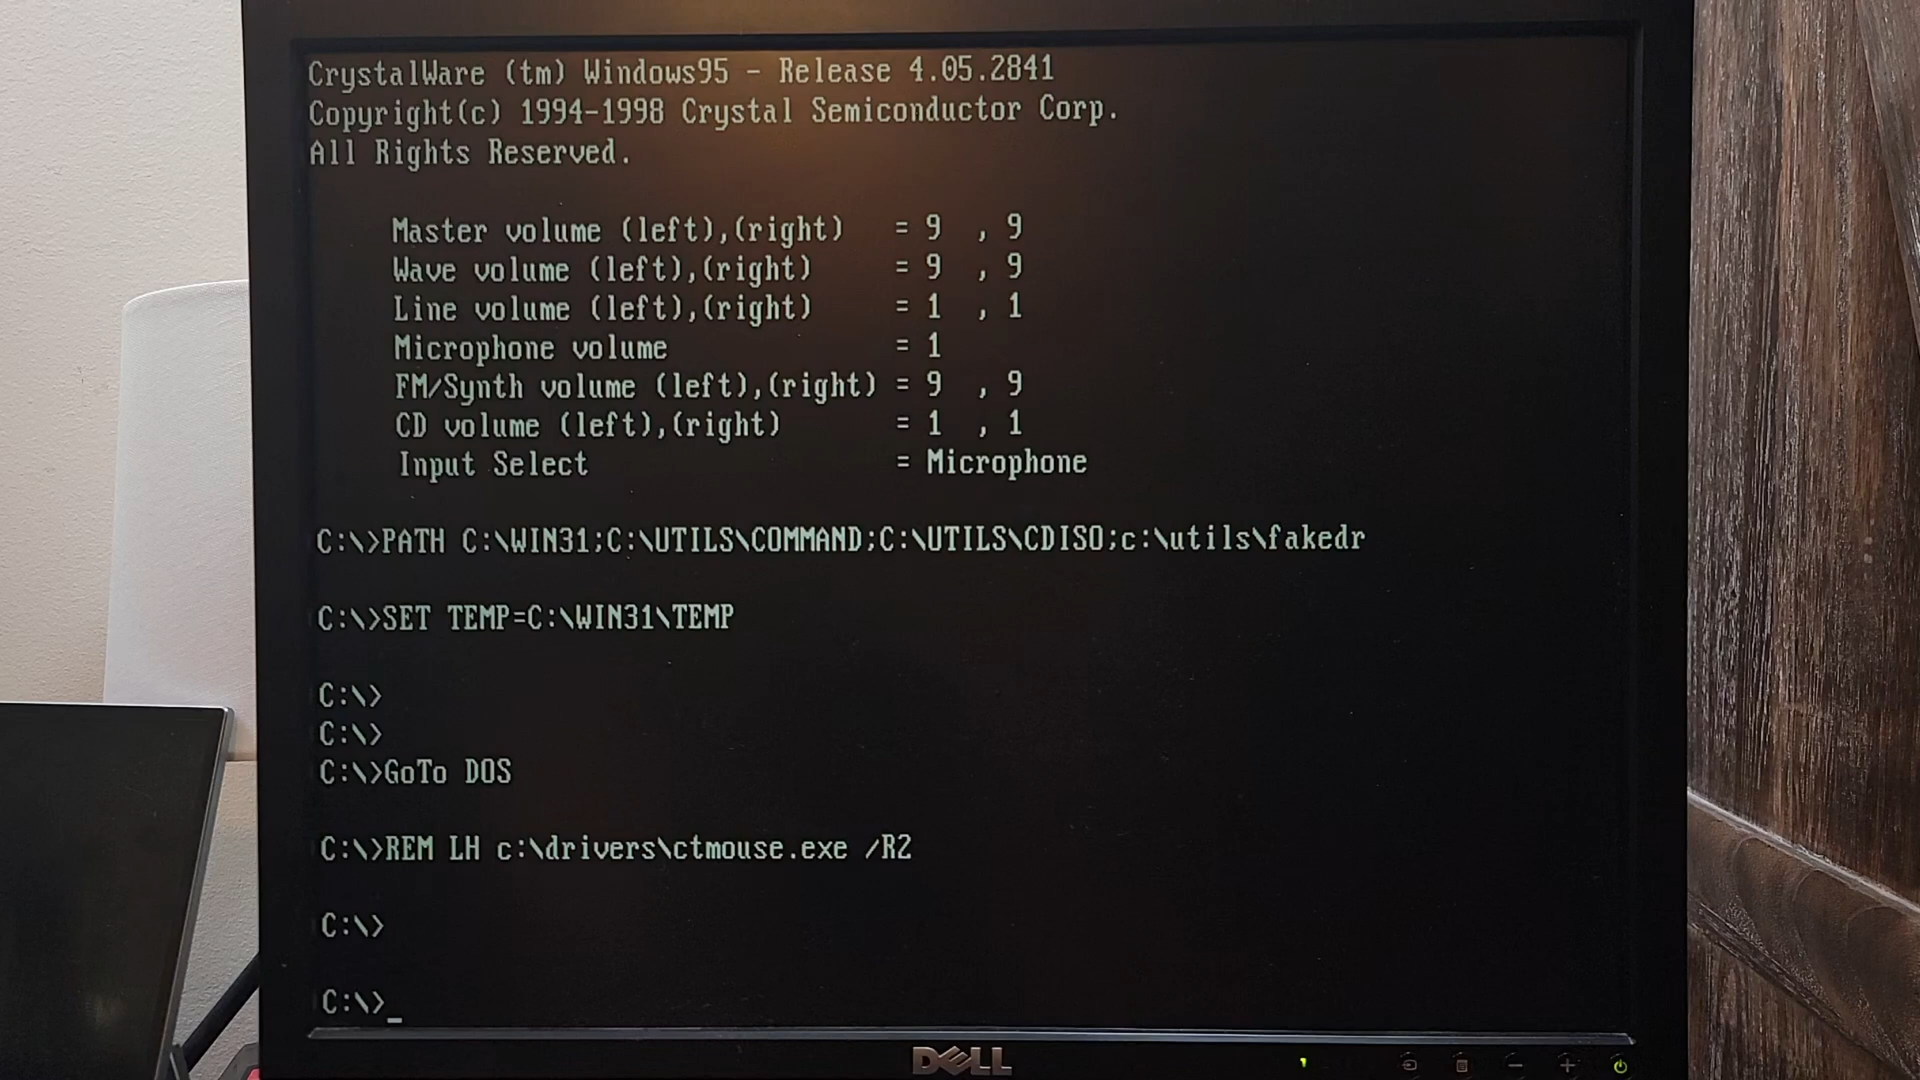 CrystalWare (tm) Windows95 - Release 4.05.2841
Copyright(c) 1994-1998 Crystal Semiconductor Corp.
All Rights Reserved.
Master volume (left),(right) = 9 , 9
Wave volume (left),(right) = 9 , 9
Line volume (left),(right) = 1 , 1
Microphone volume = 1
FM/Synth volume (left),(right) = 9 , 9
CD volume (left),(right) = 1 , 1
Input Select = Microphone
C:\>PATH C:\WIN31;C:\UTILS\COMMAND;C:\UTILS\CDISO;c:\utils\fakedr
C:\>SET TEMP=C:\WIN31\TEMP
C:\>
C:\>
C:\>GoTo DOS
C:\>REM LH c:\drivers\ctmouse.exe /R2
C:\>
C:\>_
DELL